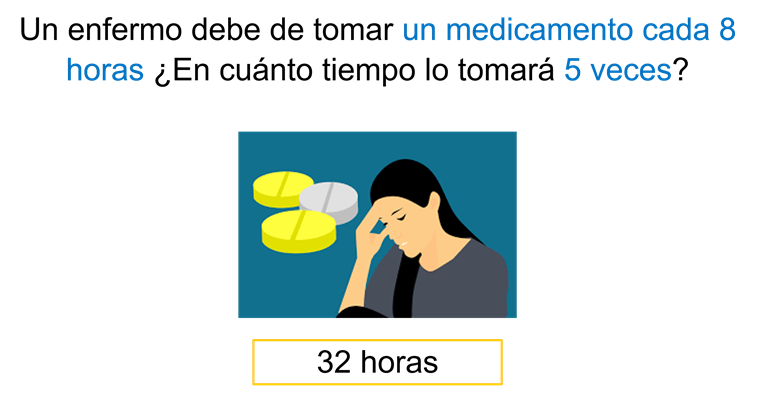 Un enfermo debe de tomar un medicamento cada 8
horas ¿En cuánto tiempo lo tomará 5 veces?
32 horas